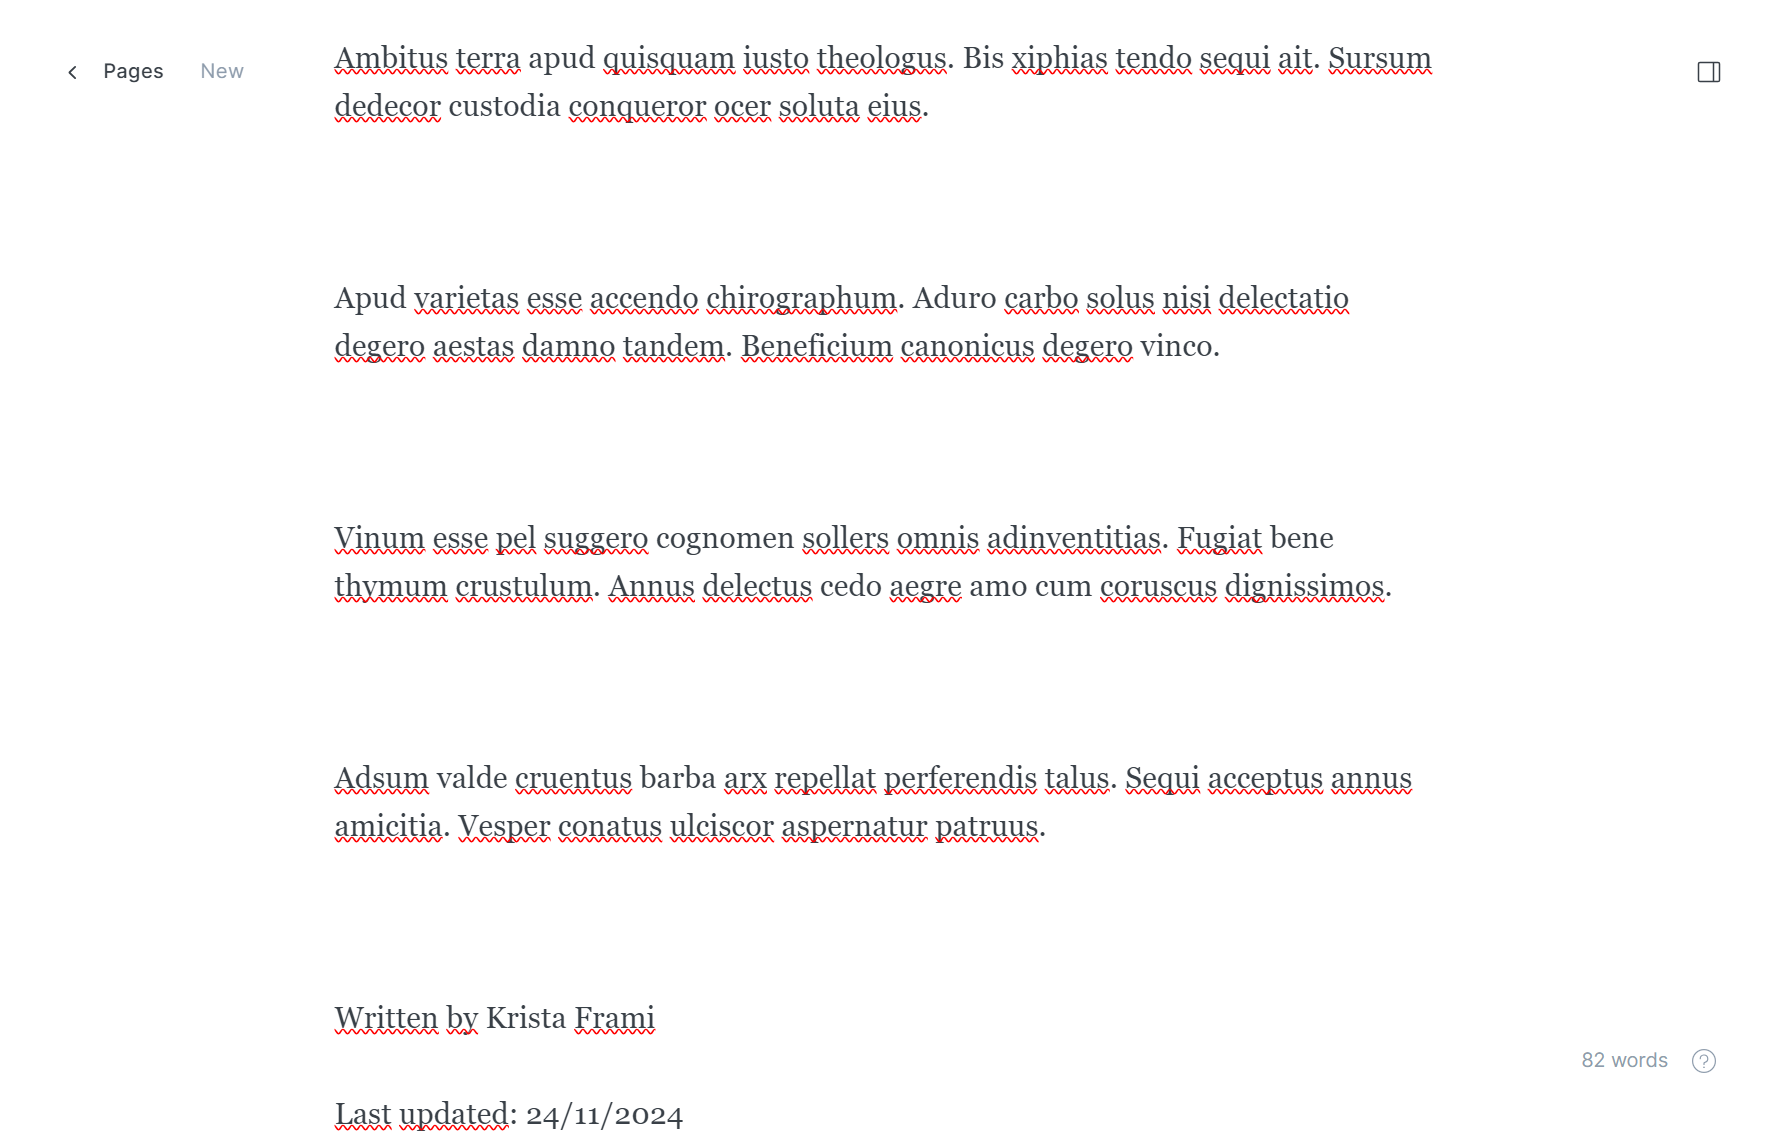 Pages
New
Ambitus terra apud quisquam iusto theologus. Bis xiphias tendo sequi ait. Sursum
dedecor custodia conqueror ocer soluta eius.
Apud varietas esse accendo chirographum. Aduro carbo solus nisi delectatio
degero aestas damno tandem. Beneficium canonicus degero vinco.
Vinum esse pel suggero cognomen sollers omnis adinventitias. Fugiat bene
thymum crustulum. Annus delectus cedo aegre amo cum coruscus dignissimos.
Adsum valde cruentus barba arx repellat perferendis talus. Sequi acceptus annus
amicitia. Vesper conatus ulciscor aspernatur patruus.
Written by Krista Frami
82 words
Last updated: 24/11/2024